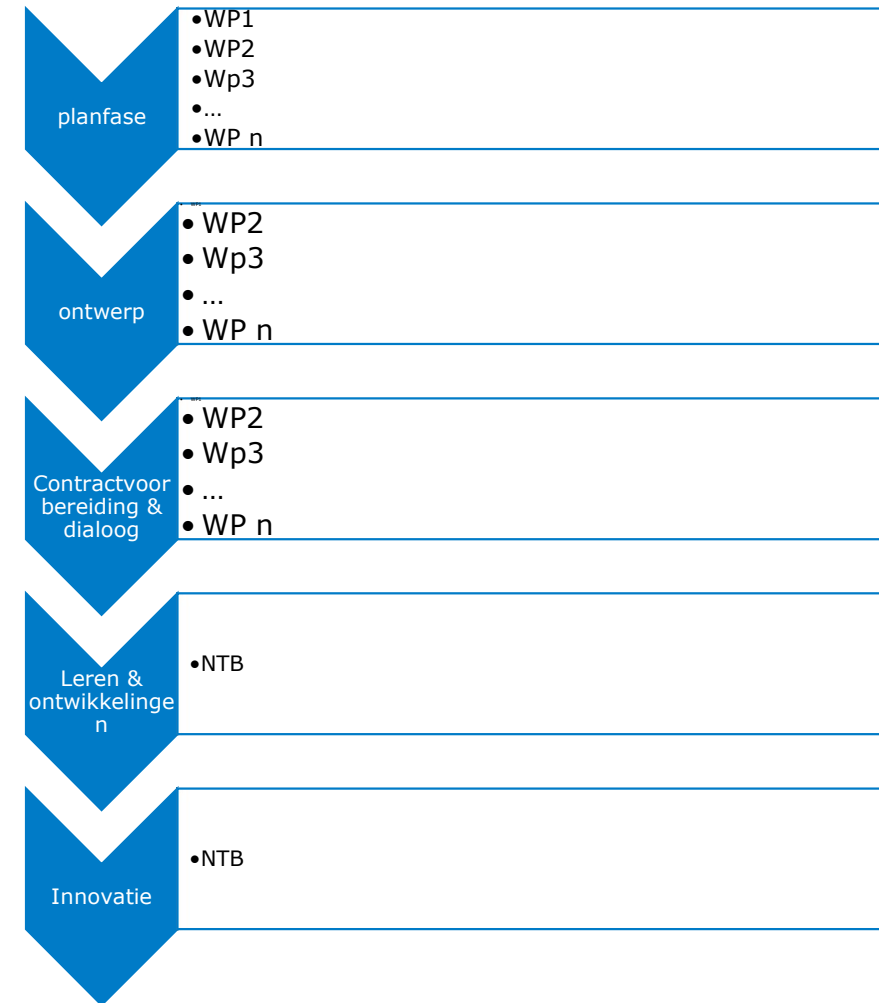 planfase
•WP1
•WP2
•Wp3
•...
•WP n
ontwerp
• WP2
• Wp3
• ...
• WP n
Contractvoor
bereiding &
dialoog
• WP2
• Wp3
• ...
• WP n
Leren &
ontwikkelinge
n
•NTB
Innovatie
•NTB